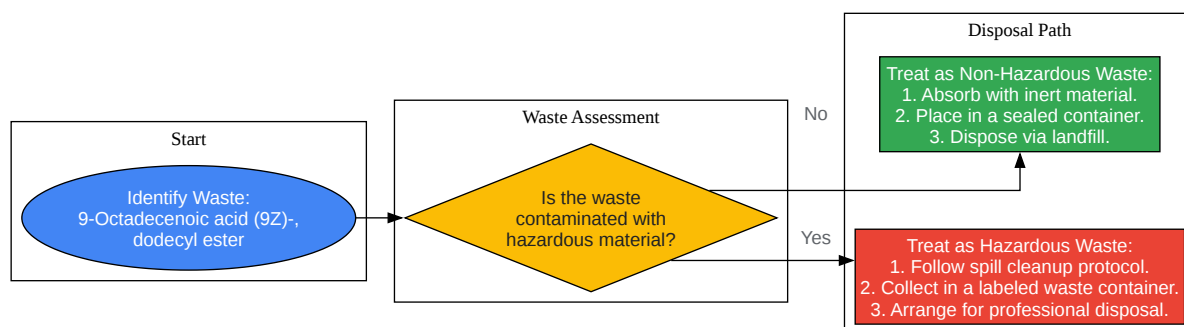 Start
Identify Waste:
9-Octadecenoic acid (9Z)-,
dodecyl ester
Waste Assessment
Is the waste
contaminated with
hazardous material?
No
Yes
Disposal Path
Treat as Non-Hazardous Waste:
1. Absorb with inert material.
2. Place in a sealed container.
3. Dispose via landfill.
Treat as Hazardous Waste:
1. Follow spill cleanup protocol.
2. Collect in a labeled waste container.
3. Arrange for professional disposal.